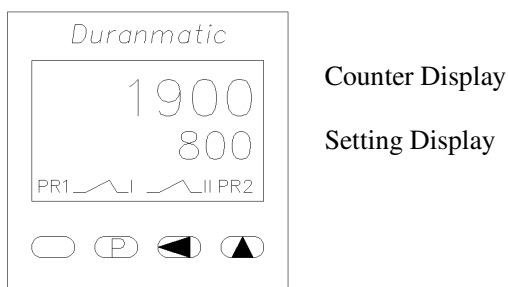 Duranmatic
1900
Counter Display
800
Setting Display
PR1 I II PR2
P